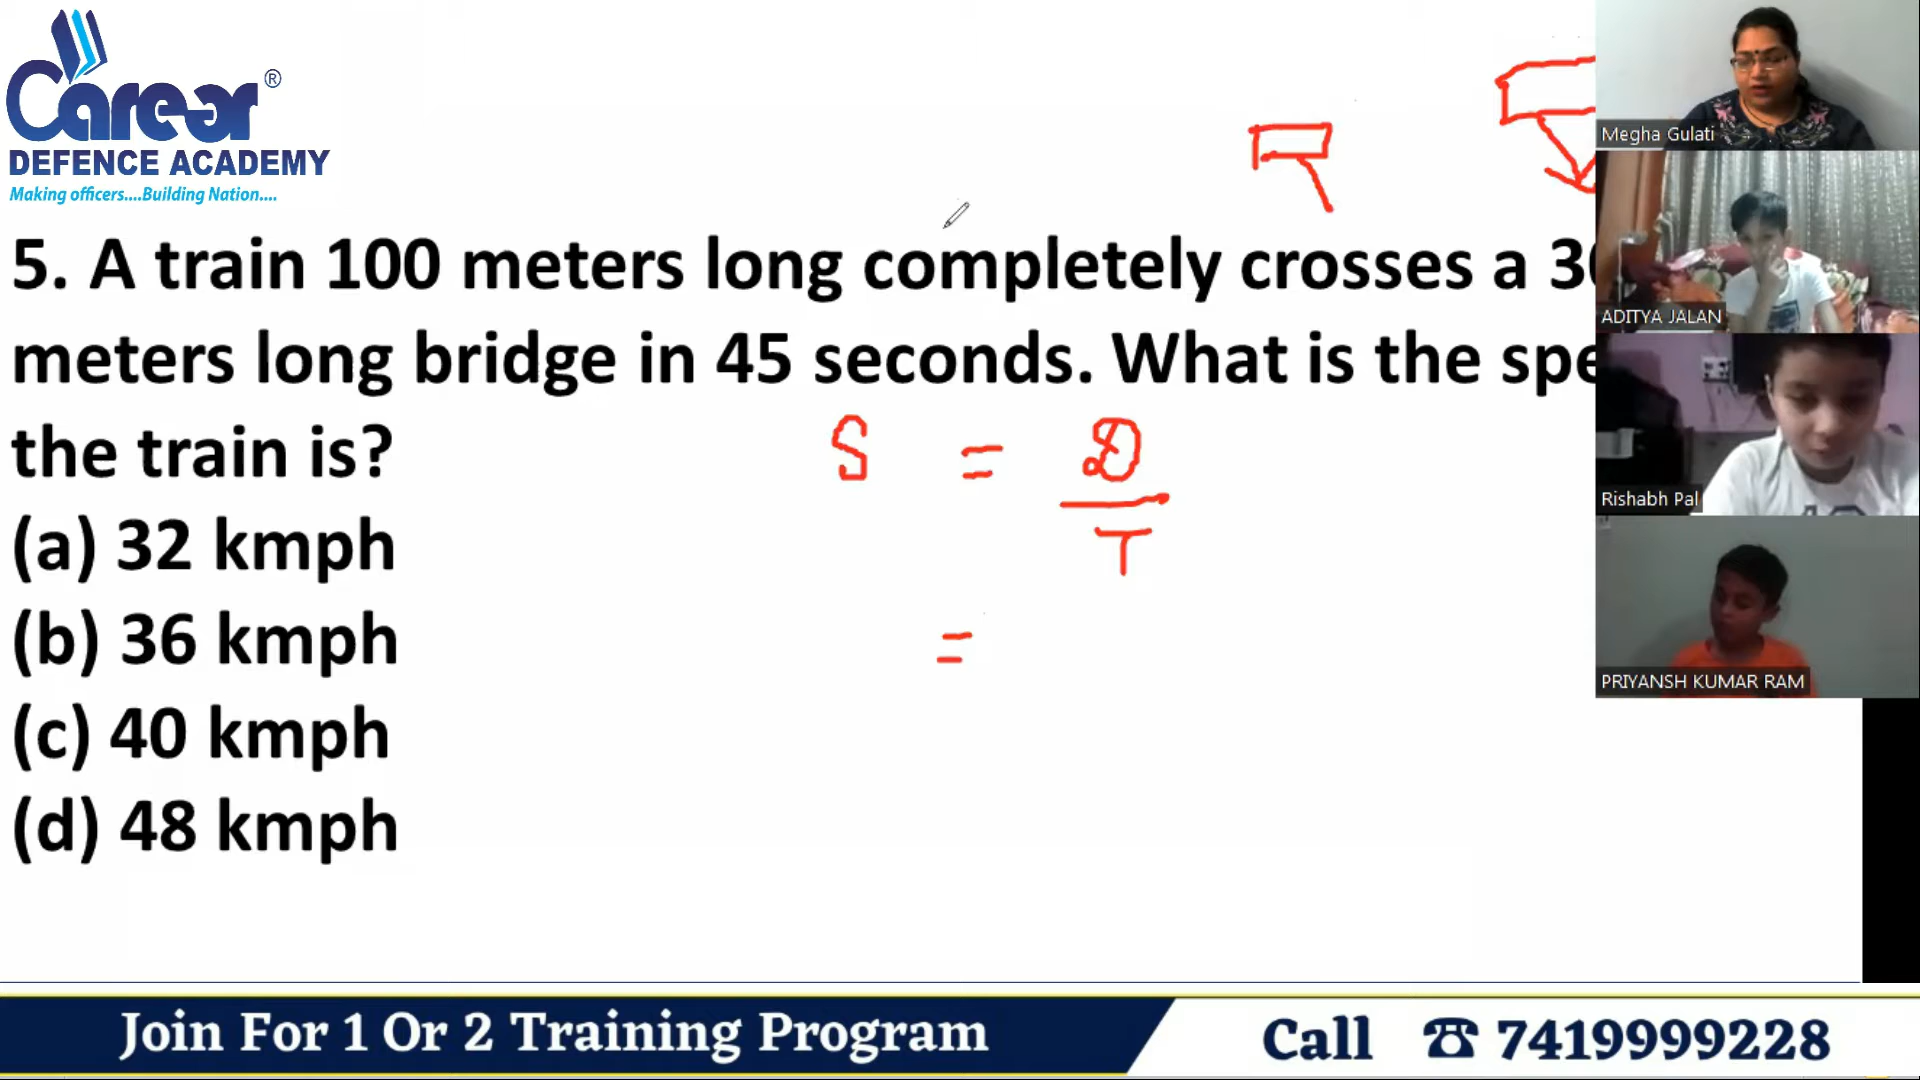 Career®
DEFENCE ACADEMY
Making officers....Building Nation....
Megha Gulati
5. A train 100 meters long completely crosses a
meters long bridge in 45 seconds. What is the
the train is?
ADITYA JALAN
S = D
T
=
Rishabh Pal
(a) 32 kmph
(b) 36 kmph
(c) 40 kmph
(d) 48 kmph
PRIYANSH KUMAR RAM
Join For 1 Or 2 Training Program
Call ☎ 7419999228